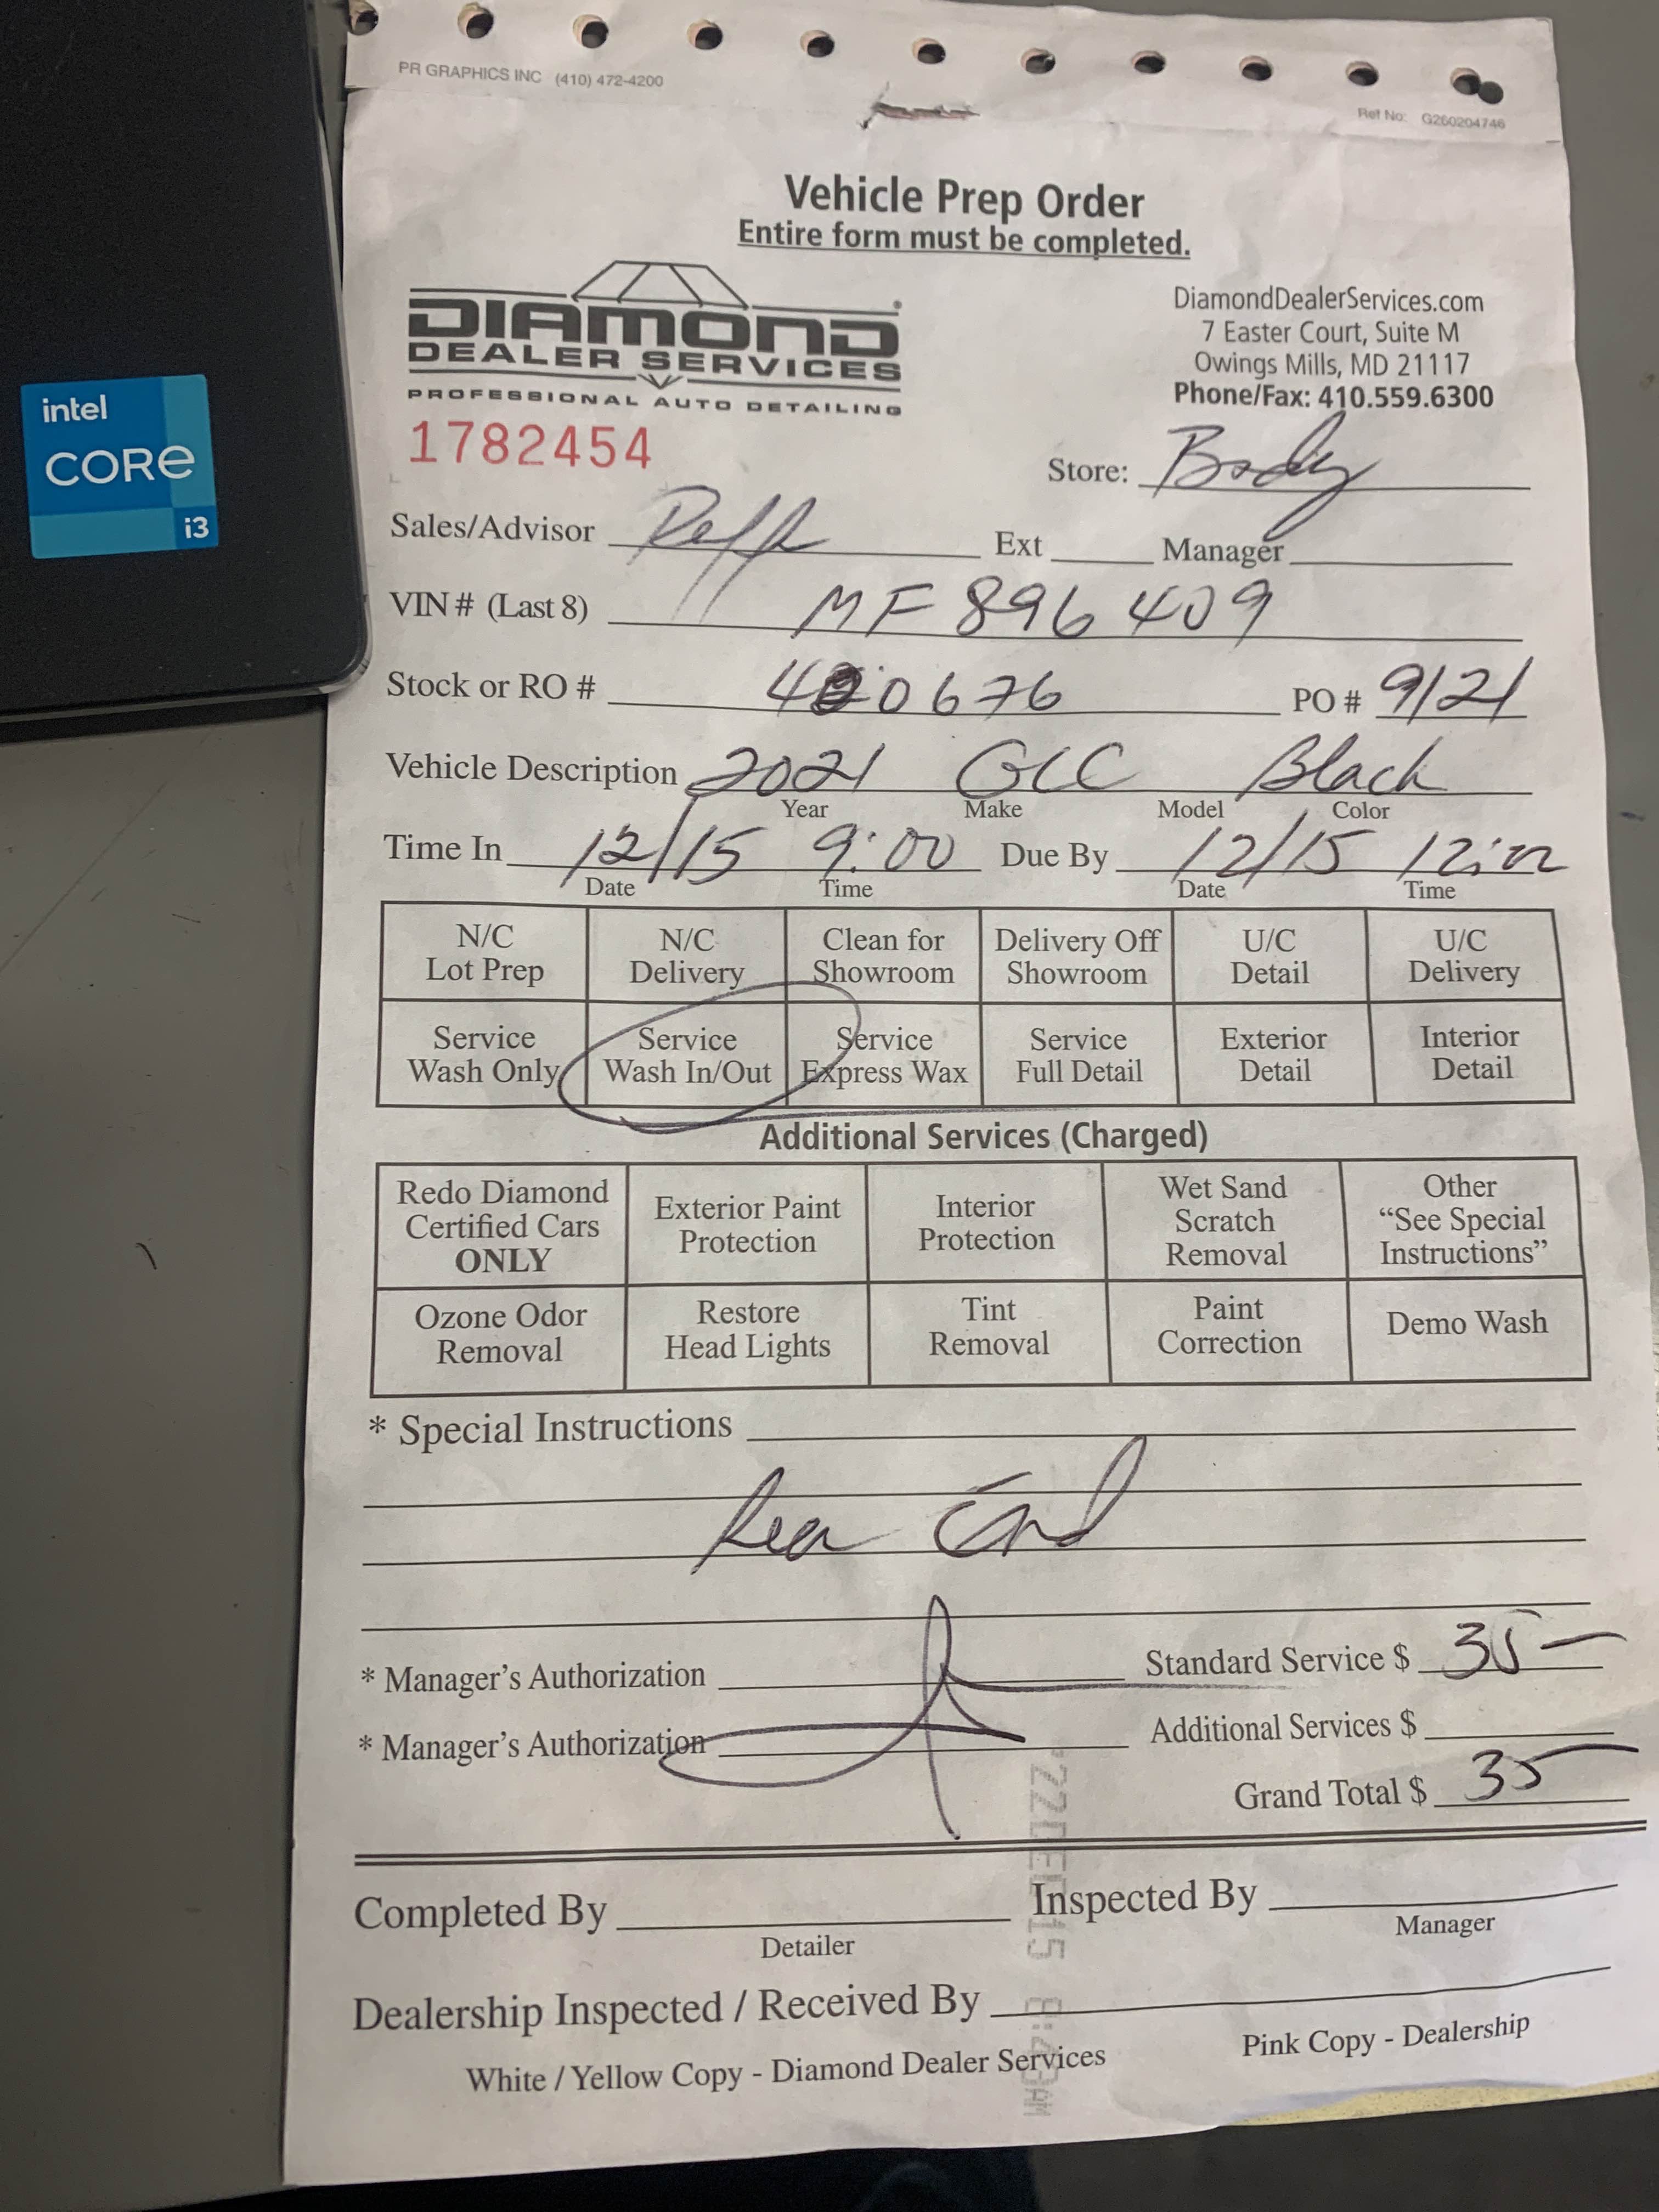 PR GRAPHICS INC (410) 472-4200
Ref No: G260204746
Vehicle Prep Order
Entire form must be completed.
DIAMOND
DEALER SERVICES
PROFESSIONAL AUTO DETAILING
DiamondDealerServices.com
7 Easter Court, Suite M
Owings Mills, MD 21117
Phone/Fax: 410.559.6300
intel
CORe
i3
1782454
Store: Body
Sales/Advisor Ext Manager
VIN # (Last 8) MF 896 409
Stock or RO # 0676 PO # 9/21
Vehicle Description 2021 GLC Black
Year Make Model Color
Time In 12/15 9:00 Due By 12/15
Date Time Date Time
N/C Lot Prep N/C Delivery Clean for Showroom Delivery Off Showroom U/C Detail U/C Delivery
Service Wash Only Service Wash In/Out Service Express Wax Service Full Detail Exterior Detail Interior Detail
Additional Services (Charged)
Redo Diamond Certified Cars ONLY Exterior Paint Protection Interior Protection Wet Sand Scratch Removal Other “See Special Instructions”
Ozone Odor Removal Restore Head Lights Tint Removal Paint Correction Demo Wash
* Special Instructions
Rear End
* Manager's Authorization Standard Service $ 35 —
* Manager's Authorization Additional Services $
Grand Total $ 35 —
Completed By Inspected By
Detailer Manager
Dealership Inspected / Received By
White / Yellow Copy - Diamond Dealer Services Pink Copy - Dealership